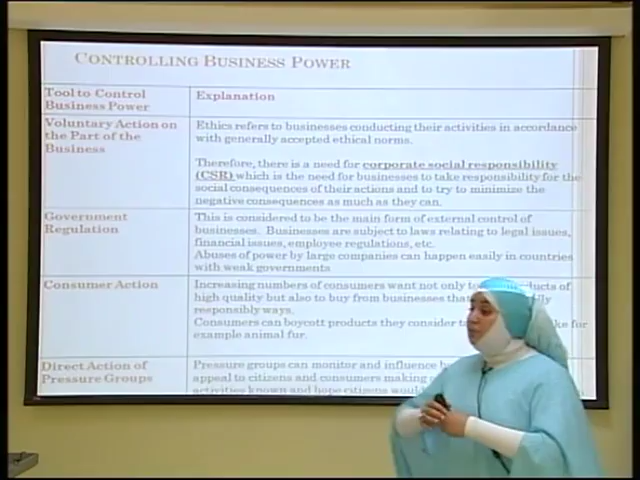 CONTROLLING BUSINESS POWER
Tool to Control
Business Power
Explanation
Voluntary Action on
the Part of the
Business
Ethics refers to businesses conducting their activities in accordance
with generally accepted ethical norms.
Therefore, there is a need for corporate social responsibility
(CSR) which is the need for businesses to take responsibility for the
social consequences of their actions and to try to minimize the
negative consequences as much as they can.
Government
Regulation
This is considered to be the main form of external control of
businesses. Businesses are subject to laws relating to legal issues,
financial issues, employee regulations, etc.
Abuses of power by large companies can happen easily in countries
with weak governments
Consumer Action
Increasing numbers of consumers want not only to
of
high quality but also to buy from businesses
responsibly ways.
Consumers can boycott products they consider
for
example animal fur.
Direct Action of
Pressure Groups
Pressure groups can monitor and influence
appeal to citizens and consumers making
activities known and hope citizens